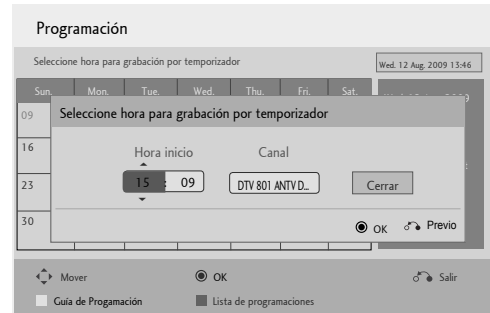 Programación
Seleccione hora para grabación por temporizador
Wed. 12 Aug. 2009 13:46
Sun. Mon. Tue. Wed. Thu. Fri. Sat.
09
Seleccione hora para grabación por temporizador
16
Hora inicio Canal
23
15 : 09 DTV 801 ANTV D... Cerrar
30
OK Previo
Mover OK Salir
Guía de Progamación Lista de programaciones